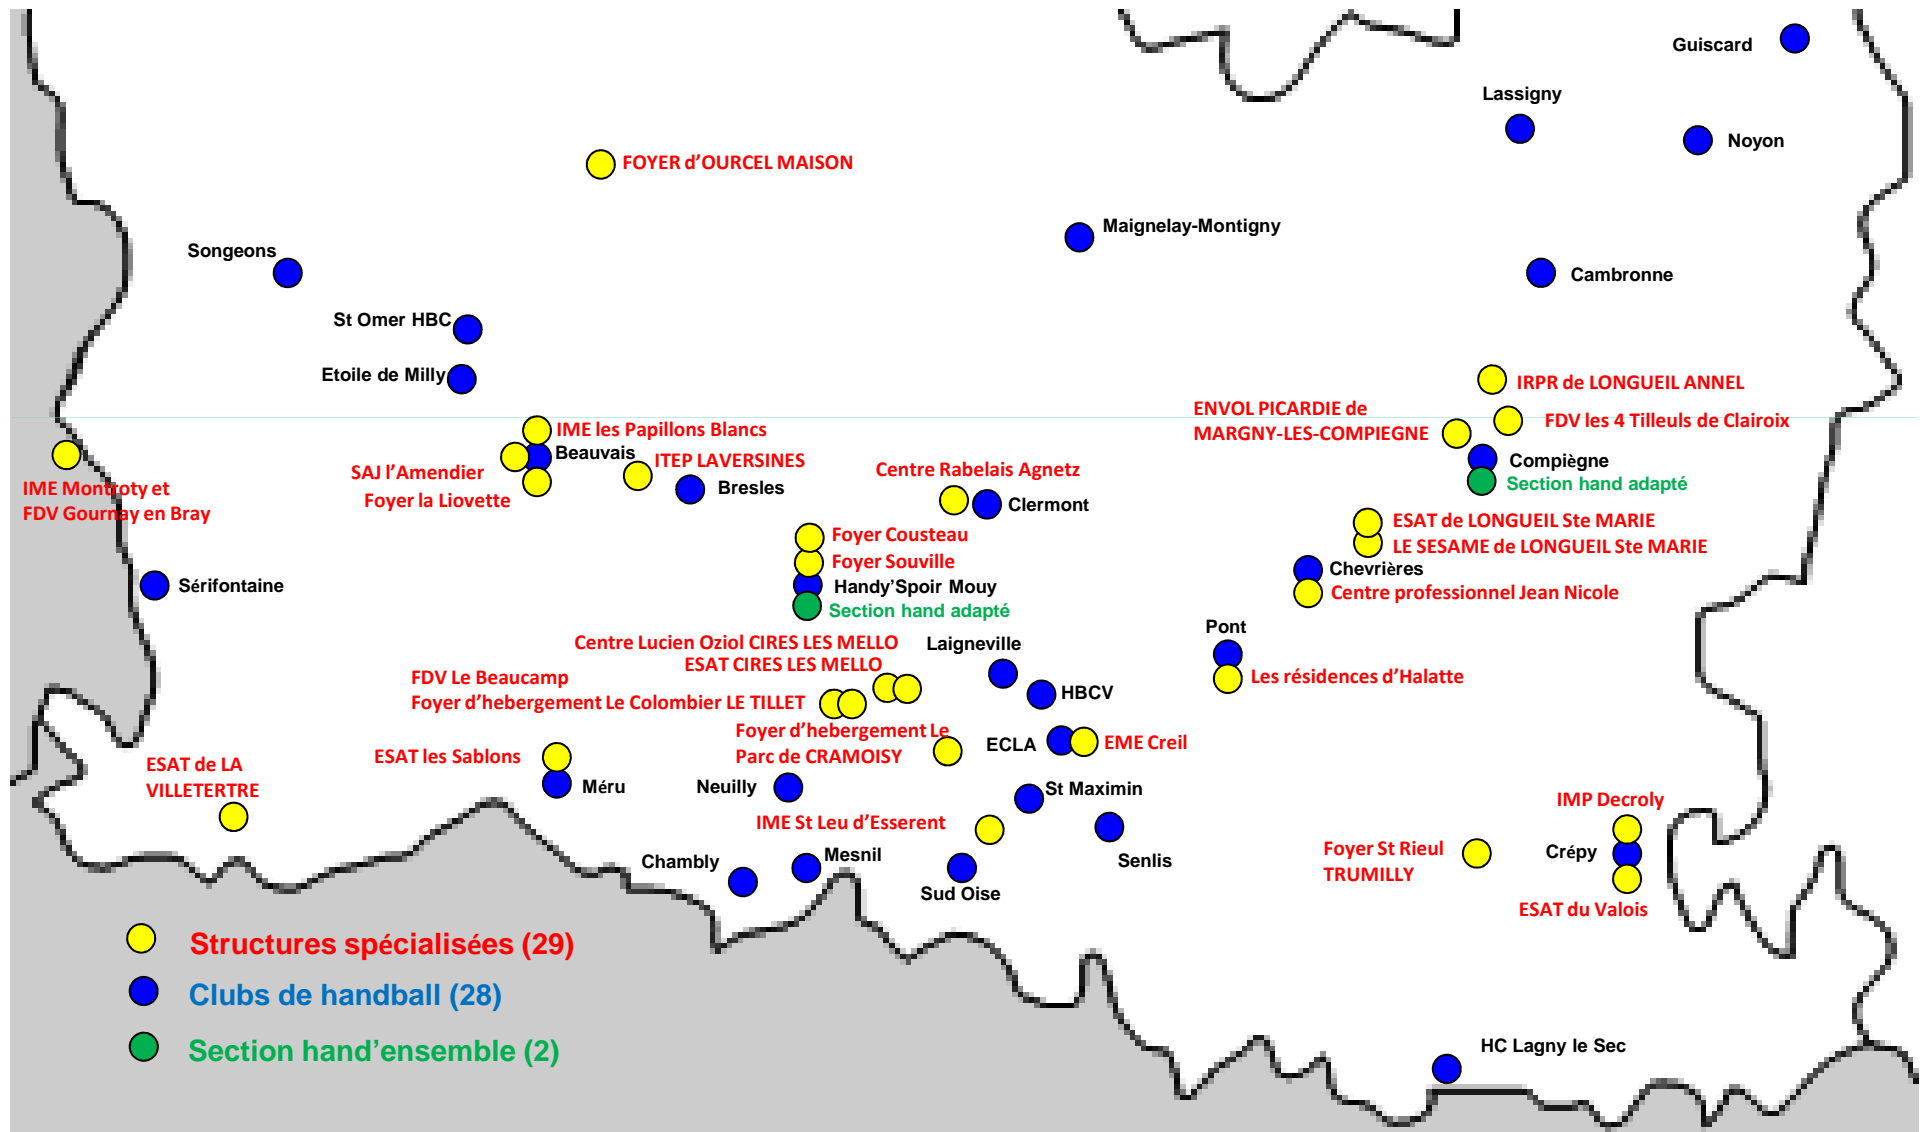 Guiscard
Lassigny
Noyon
FOYER d'OURCEL MAISON
Maignelay-Montigny
Songeons
Cambronne
St Omer HBC
Etoile de Milly
IRPR de LONGUEIL ANNEL
ENVOL PICARDIE de
MARGNY-LES-COMPIEGNE
FDV les 4 Tilleuls de Clairoix
IME les Papillons Blancs
Beauvais
ITEP LAVERSINES
SAJ l'Amendier
Foyer la Liovette
Bresles
Centre Rabelais Agnetz
Clermont
Compiègne
Section hand adapté
IME Montroty et
FDV Gournay en Bray
ESAT de LONGUEIL Ste MARIE
LE SESAME de LONGUEIL Ste MARIE
Foyer Cousteau
Foyer Souville
Handy'Spoir Mouy
Section hand adapté
Chevrières
Centre professionnel Jean Nicole
Sérifontaine
Pont
Les résidences d'Halatte
Centre Lucien Oziol CIRES LES MELLO
ESAT CIRES LES MELLO
Laigneville
HBCV
FDV Le Beaucamp
Foyer d'hebergement Le Colombier LE TILLET
Foyer d'hebergement Le
Parc de CRAMOISY
ECLA
EME Creil
ESAT de LA
VILLETERTRE
ESAT les Sablons
Méru
Neuilly
St Maximin
IME St Leu d'Esserent
Senlis
IMP Decroly
Foyer St Rieul
TRUMILLY
Crépy
ESAT du Valois
Chambly
Mesnil
Sud Oise
Structures spécialisées (29)
Clubs de handball (28)
Section hand'ensemble (2)
HC Lagny le Sec